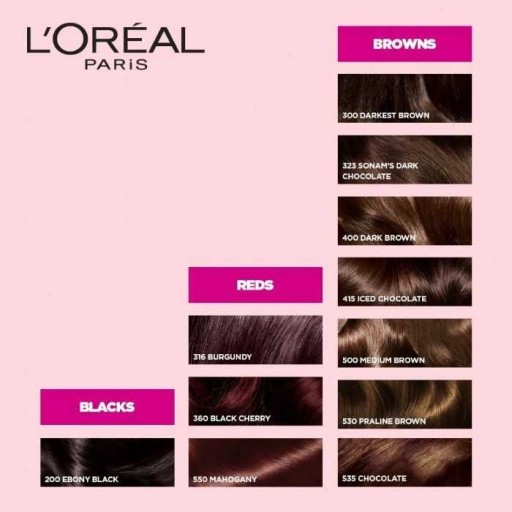 L'ORÉAL
PARiS
BROWNS
300 DARKEST BROWN
323 SONAM'S DARK
CHOCOLATE
400 DARK BROWN
415 ICED CHOCOLATE
500 MEDIUM BROWN
530 PRALINE BROWN
535 CHOCOLATE
REDS
316 BURGUNDY
360 BLACK CHERRY
550 MAHOGANY
BLACKS
200 EBONY BLACK